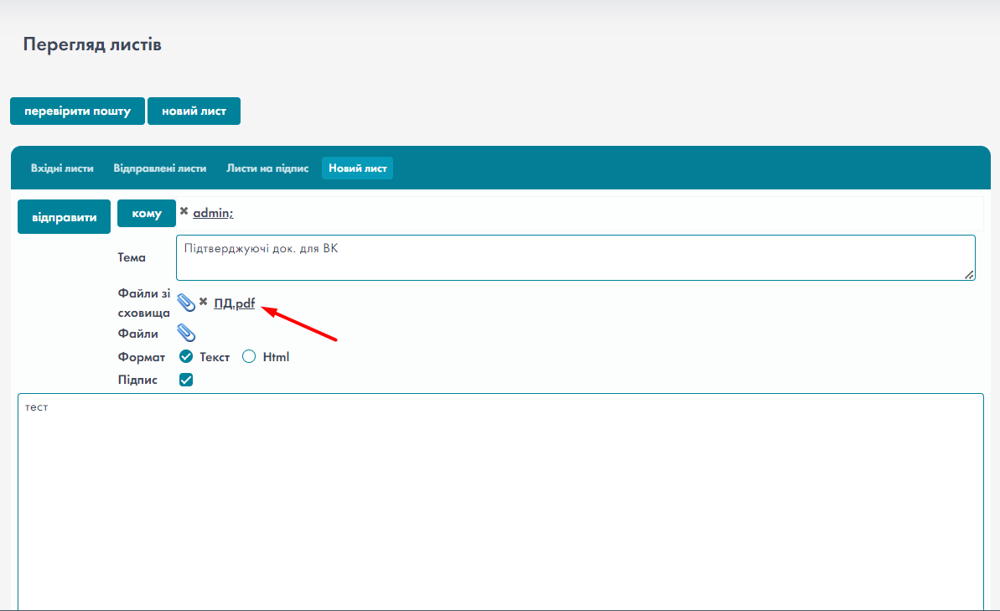 Перегляд листів
перевірити пошту новий лист
Вхідні листи Відправлені листи Листи на підпис Новий лист
відправити кому admin;
Тема Підтверджуючі док. для ВК
Файли зі
сховища ПД.pdf
Файли
Формат Текст Html
Підпис
тест